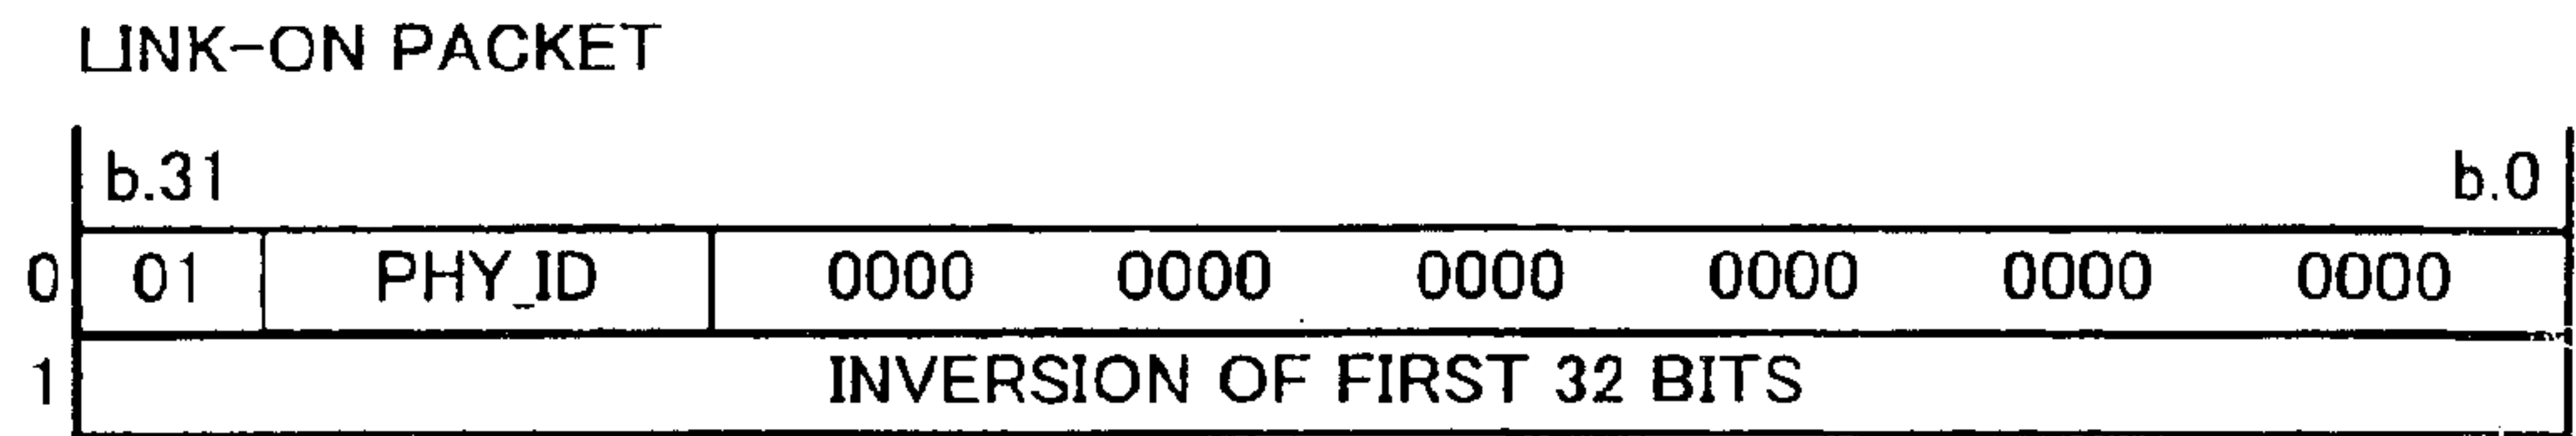 LINK-ON PACKET
b.31 b.0
0 01 PHY_ID 0000 0000 0000 0000 0000 0000
1 INVERSION OF FIRST 32 BITS